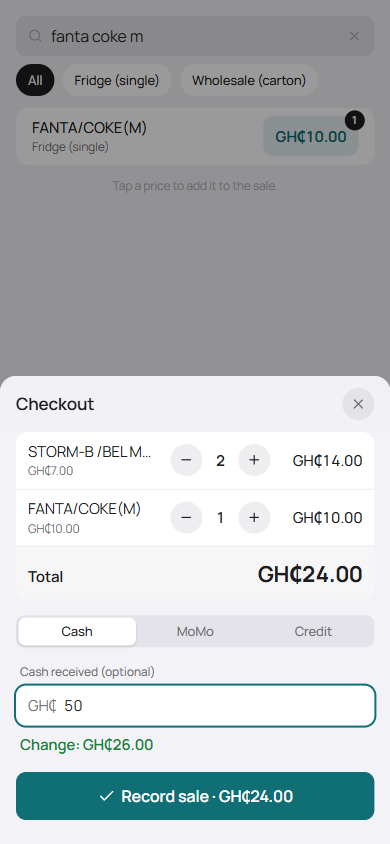 fanta coke m
All
Fridge (single)
Wholesale (carton)
FANTA/COKE(M)
Fridge (single)
1
GH₵10.00
Tap a price to add it to the sale.
Checkout
STORM-B /BEL M...
GH₵7.00
− 2 +
GH₵14.00
FANTA/COKE(M)
GH₵10.00
− 1 +
GH₵10.00
Total
GH₵24.00
Cash
MoMo
Credit
Cash received (optional)
GH₵ 50
Change: GH₵26.00
Record sale · GH₵24.00